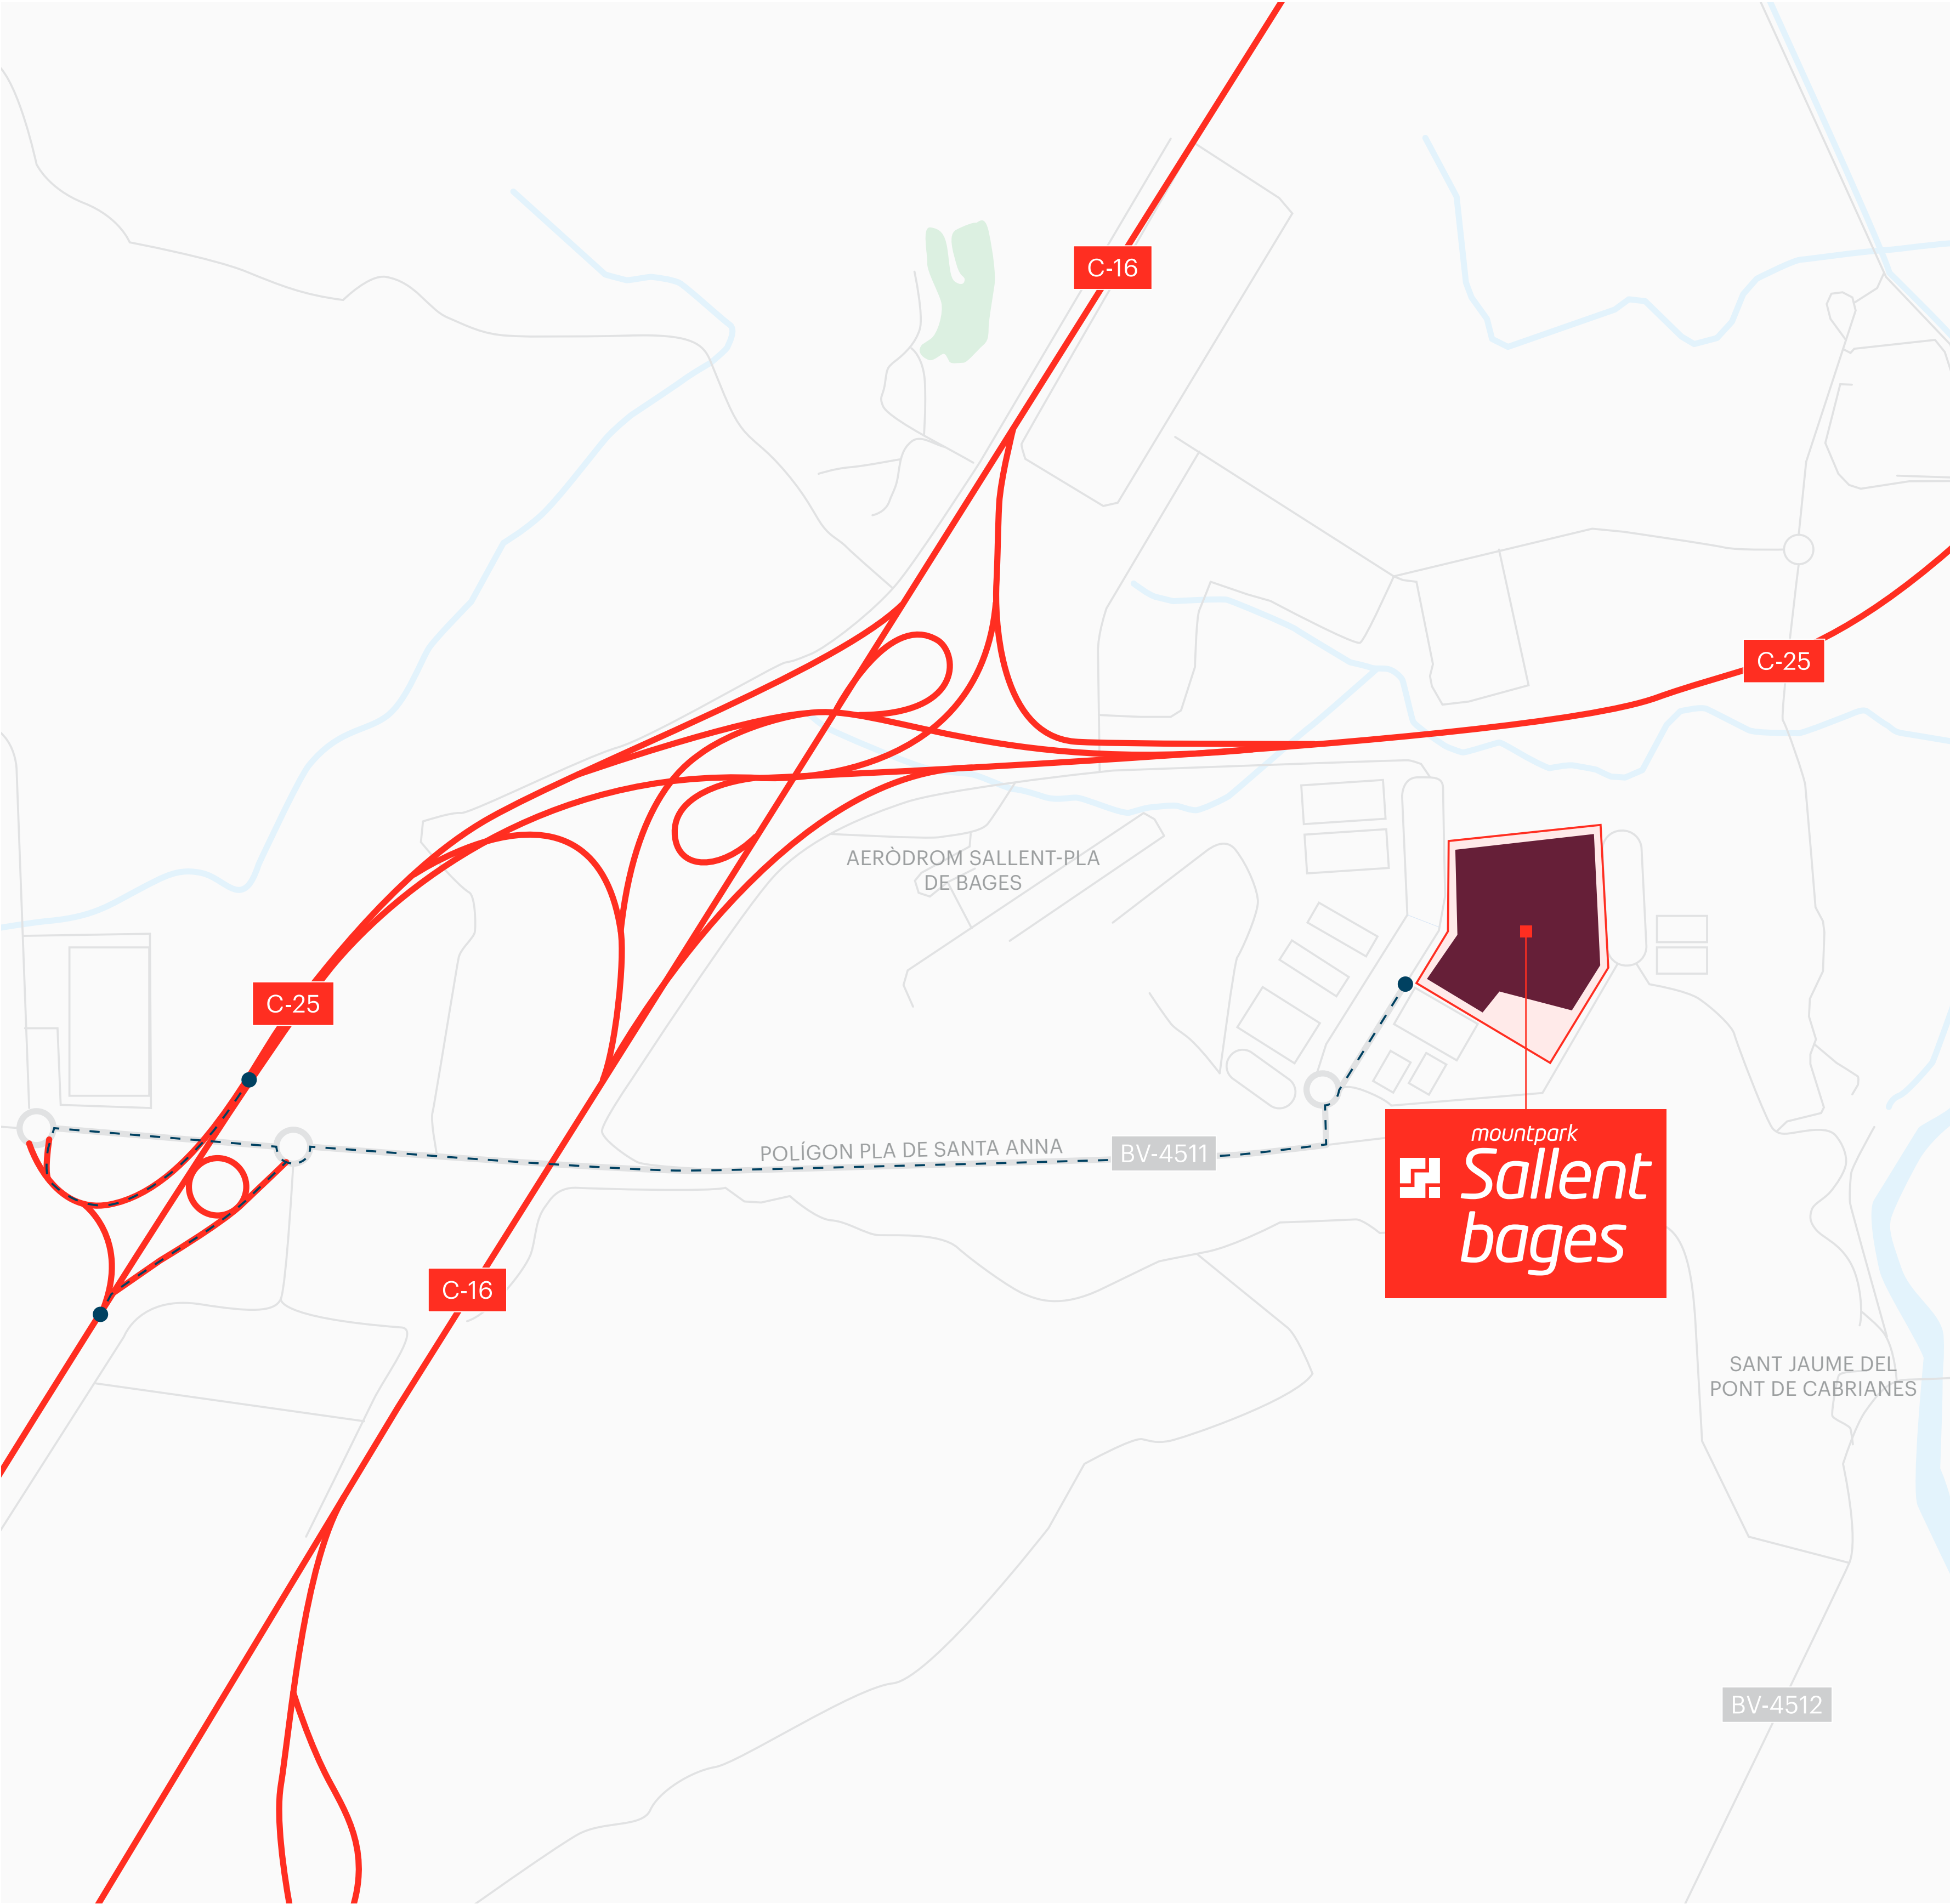 C-16
C-25
AERÒDROM SALLENT-PLA
DE BAGES
C-25
POLÍGON PLA DE SANTA ANNA
BV-4511
mountpark
Sallent
bages
C-16
SANT JAUME DEL
PONT DE CABRIANES
BV-4512